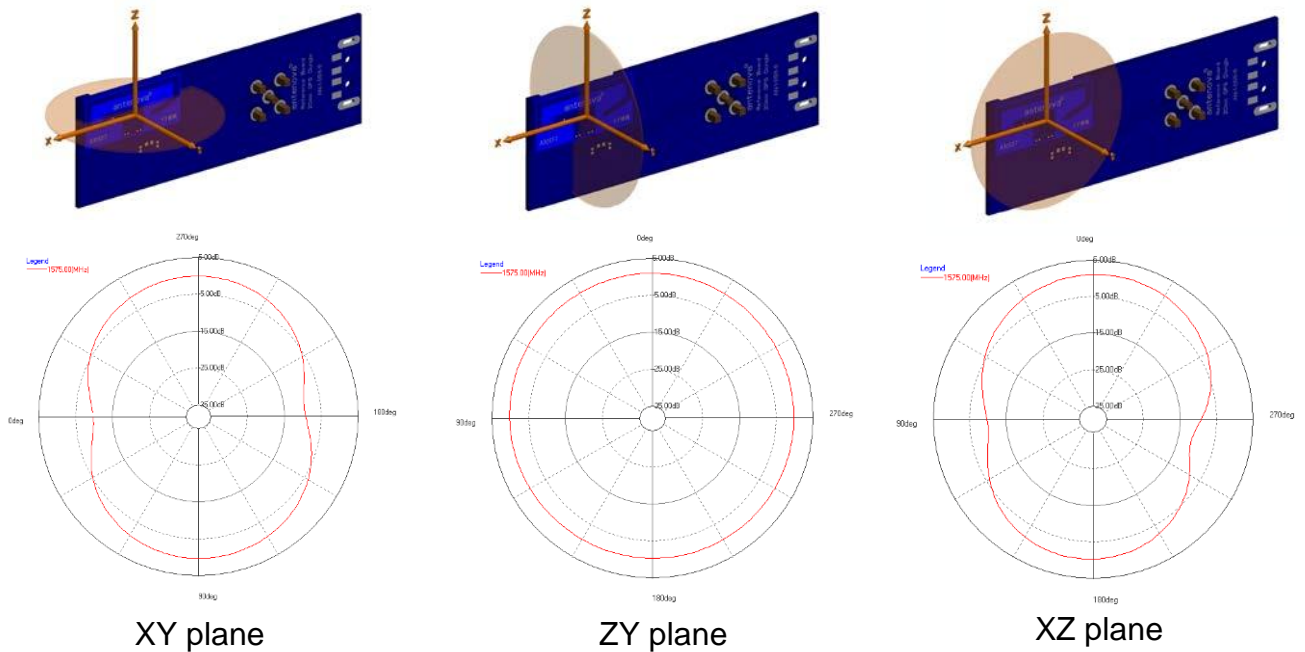 Z
X
antenova®
Z
X
antenova®
Z
X
antenova®
270deg
Legend
1575.00(MHz)
5.00dB
-5.00dB
-15.00dB
-25.00dB
-35.00dB
0deg
180deg
90deg
XY plane
0deg
Legend
1575.00(MHz)
5.00dB
-5.00dB
-15.00dB
-25.00dB
-35.00dB
90deg
270deg
180deg
ZY plane
0deg
Legend
1575.00(MHz)
5.00dB
-5.00dB
-15.00dB
-25.00dB
-35.00dB
90deg
270deg
180deg
XZ plane